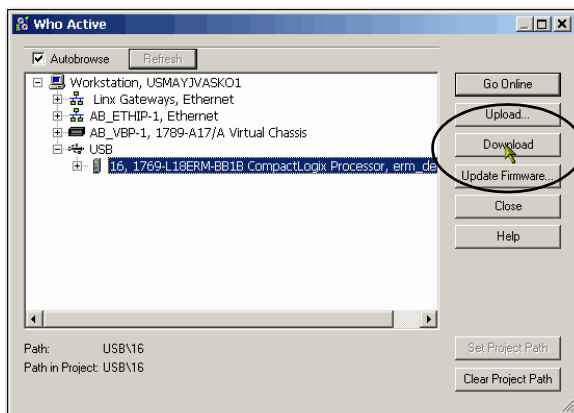 Who Active
Autobrowse
Refresh
Workstation, USMAYJVASKO1
Linx Gateways, Ethernet
AB_ETHIP-1, Ethernet
AB_VBP-1, 1789-A17/A Virtual Chassis
USB
16, 1769-L18ERM-BB1B CompactLogix Processor, erm_de
Go Online
Upload...
Download
Update Firmware...
Close
Help
Path: USB\16
Path in Project: USB\16
Set Project Path
Clear Project Path